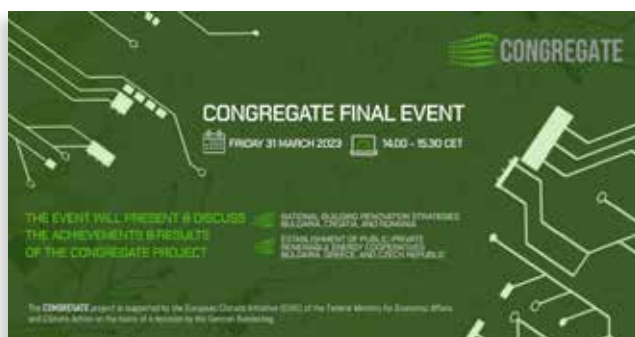 CONGREGATE
CONGREGATE FINAL EVENT
FRIDAY 31 MARCH 2023
14.00 - 15.30 CET
THE EVENT WILL PRESENT & DISCUSS
THE ACHIEVEMENTS & RESULTS
OF THE CONGREGATE PROJECT
NATIONAL BUILDING RENOVATION STRATEGIES
BULGARIA, CROATIA, AND ROMANIA
ESTABLISHMENT OF PUBLIC/PRIVATE
RENEWABLE ENERGY COOPERATIVES
BULGARIA, GREECE, AND CZECH REPUBLIC
The CONGREGATE project is supported by the European Climate Initiative (EUKI) of the Federal Ministry for Economic Affairs
and Climate Action on the basis of a decision by the German Bundestag.